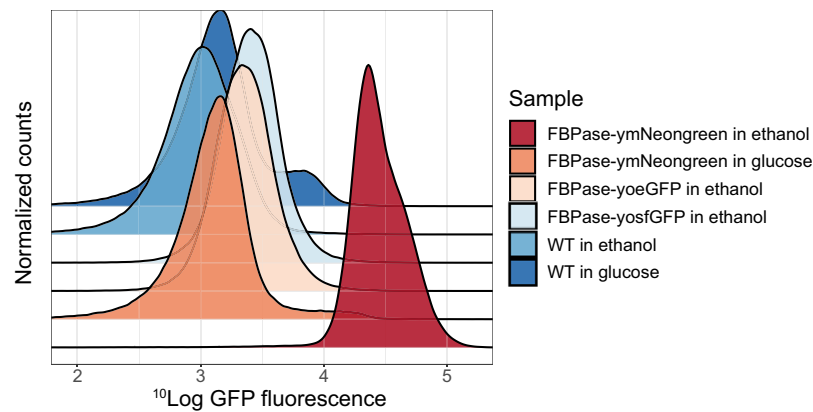 Normalized counts
2 3 4 5
¹⁰Log GFP fluorescence
Sample
FBPase-ymNeongreen in ethanol
FBPase-ymNeongreen in glucose
FBPase-yoeGFP in ethanol
FBPase-yosfGFP in ethanol
WT in ethanol
WT in glucose